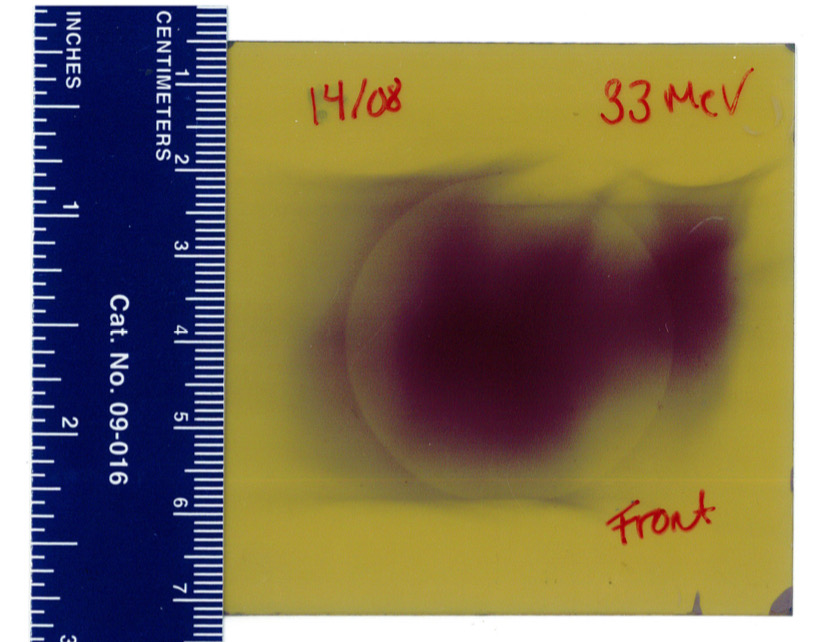 INCHES
1
2
3
CENTIMETERS
1
2
3
4
5
6
7
Cat. No. 09-016
14/08
33 MeV
Front